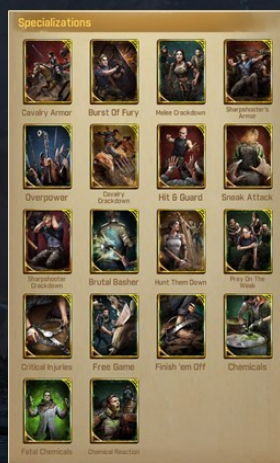 Specializations
Cavalry Armor
Burst Of Fury
Melee Crackdown
Sharpshooter's
Armor
Overpower
Cavalry
Crackdown
Hit & Guard
Sneak Attack
Sharpshooter
Crackdown
Brutal Basher
Hunt Them Down
Prey On The
Weak
Critical Injuries
Free Game
Finish 'em Off
Chemicals
Fatal Chemicals
Chemical Reaction